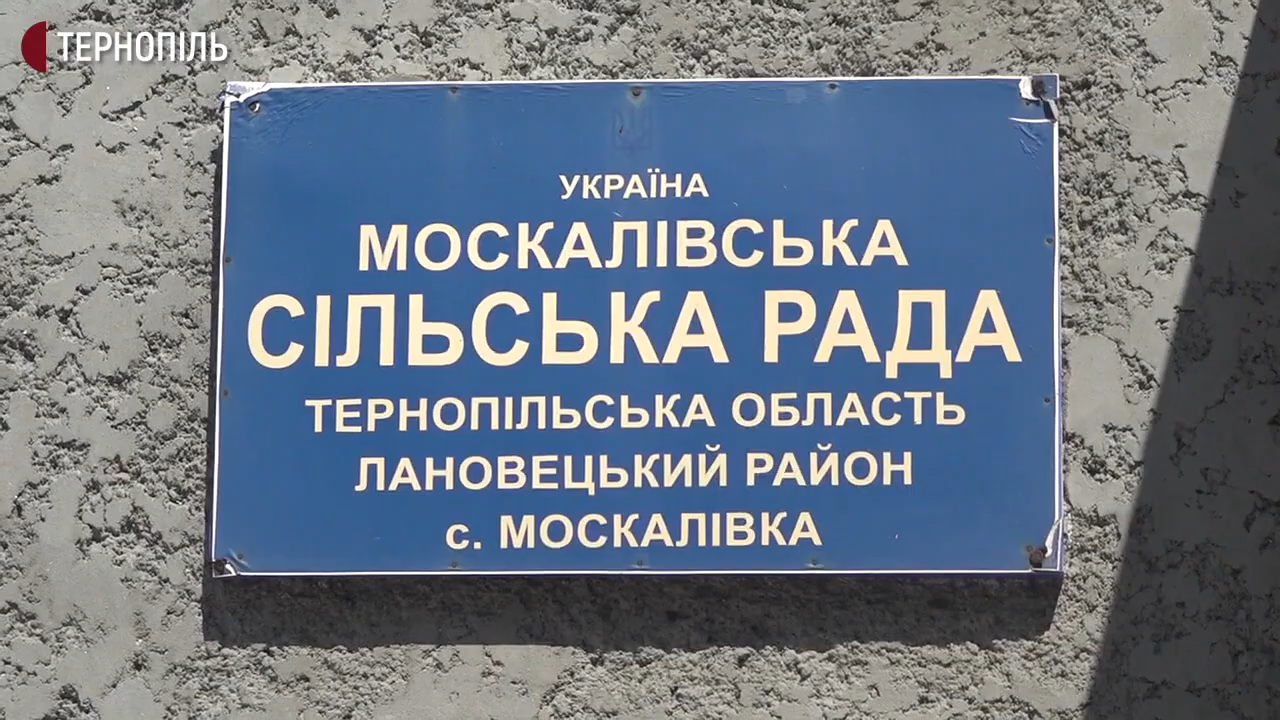 ТЕРНОПІЛЬ
УКРАЇНА
МОСКАЛІВСЬКА
СІЛЬСЬКА РАДА
ТЕРНОПІЛЬСЬКА ОБЛАСТЬ
ЛАНОВЕЦЬКИЙ РАЙОН
с. МОСКАЛІВКА